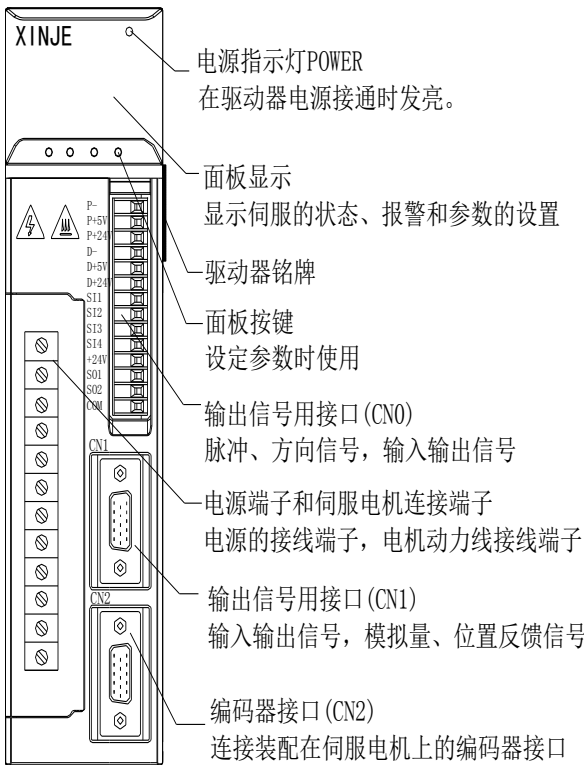 XINJE
电源指示灯POWER
在驱动器电源接通时发亮。
面板显示
显示伺服的状态、报警和参数的设置
驱动器铭牌
面板按键
设定参数时使用
输出信号用接口(CN0)
脉冲、方向信号，输入输出信号
电源端子和伺服电机连接端子
电源的接线端子，电机动力线接线端子
输出信号用接口(CN1)
输入输出信号，模拟量、位置反馈信号
编码器接口(CN2)
连接装配在伺服电机上的编码器接口
P-
P+5V
P+24V
D-
D+5V
D+24V
SI1
SI2
SI3
SI4
+24V
SO1
SO2
COM
CN1
CN2